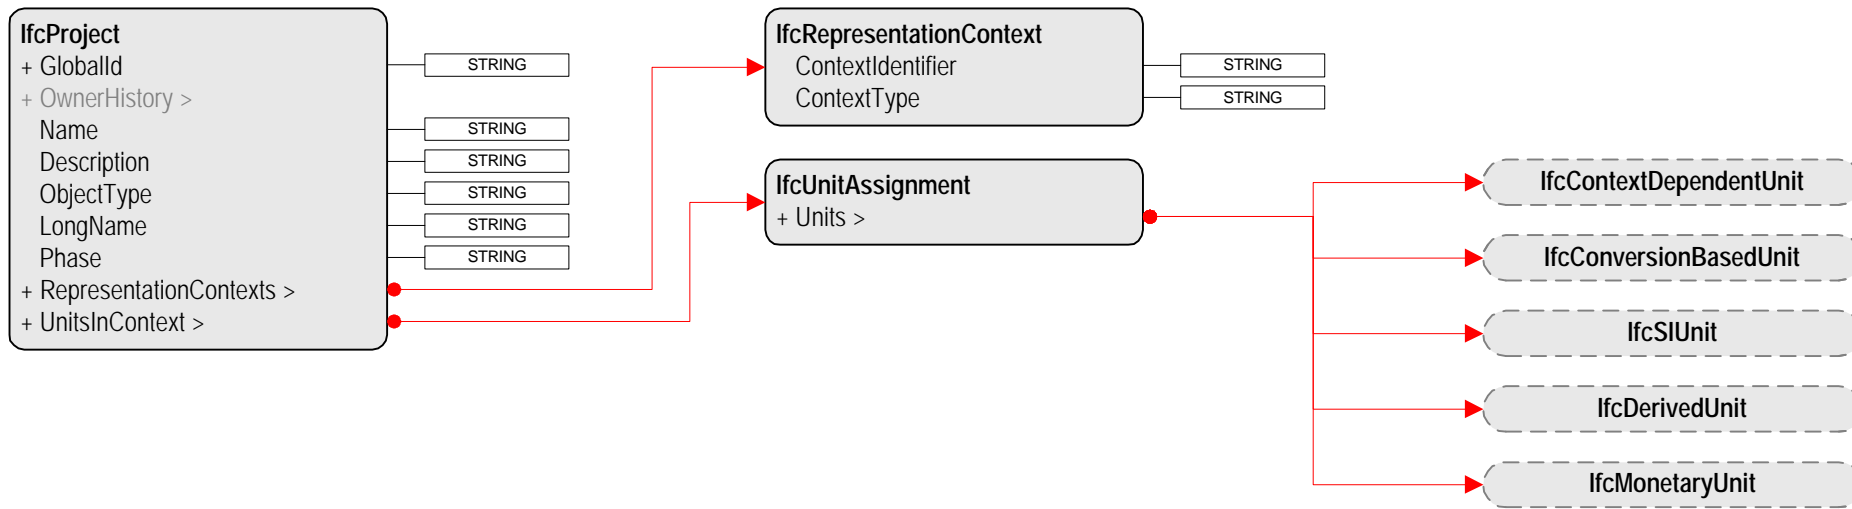 IfcProject
+ GlobalId
STRING
+ OwnerHistory >
Name
STRING
Description
STRING
ObjectType
STRING
LongName
STRING
Phase
STRING
+ RepresentationContexts >
+ UnitsInContext >
IfcRepresentationContext
ContextIdentifier
STRING
ContextType
STRING
IfcUnitAssignment
+ Units >
IfcContextDependentUnit
IfcConversionBasedUnit
IfcSIUnit
IfcDerivedUnit
IfcMonetaryUnit